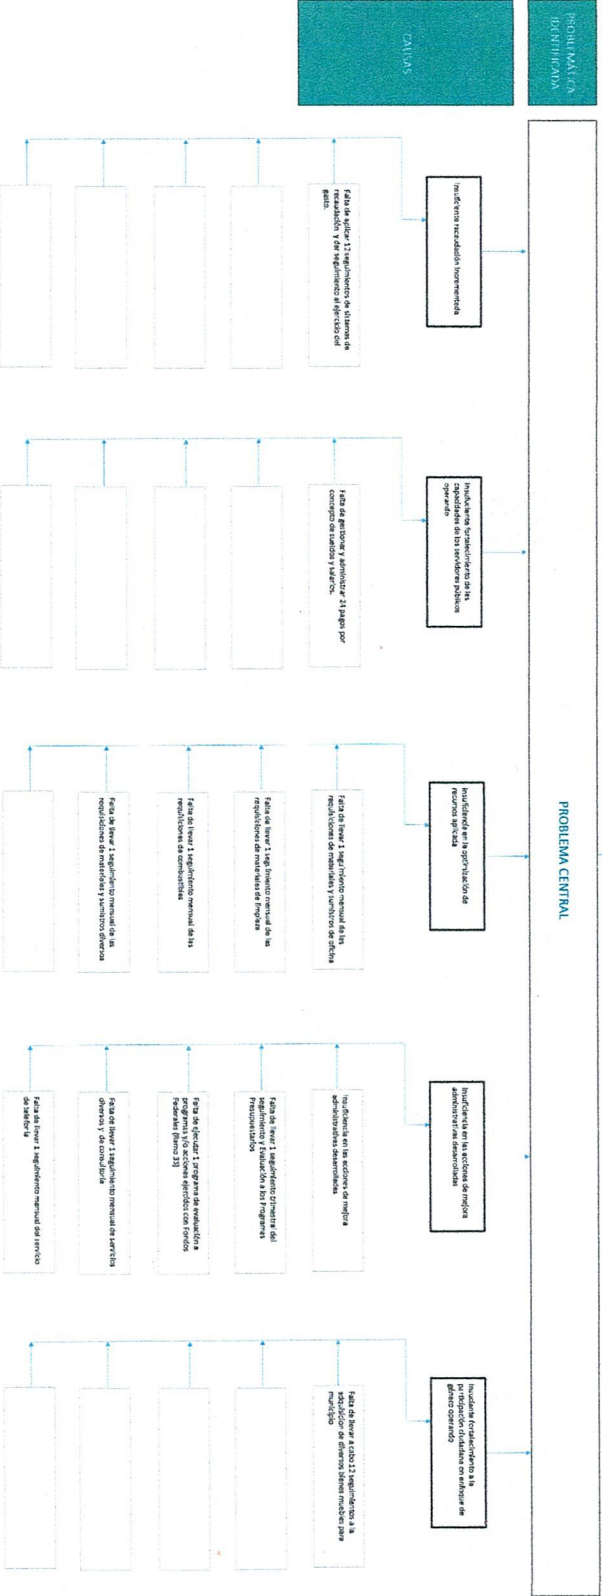 PROBLEMÁTICA
IDENTIFICADA
PROBLEMA CENTRAL
CAUSAS
Insuficiente recaudación incrementada
Falta de aplicar 12 seguimientos de sistemas de
recaudación y dar seguimiento al ejercicio del
gasto.
Insufuciente fortalecimiento de las
capacidades de los servidores públicos
operando
Falta de gestionar y administrar 24 pagos por
concepto de sueldos y salarios.
Insuficiencia en la optimización de
recursos aplicada
Falta de llevar 1 seguimiento mensual de las
requisiciones de materiales y sumistros de oficina
Falta de llevar 1 seguimiento mensual de las
requisiciones de materiales de limpieza
Falta de llevar 1 seguimiento mensual de las
requisiciones de combustibles
Falta de llevar 1 seguimiento mensual de las
requisiciones de materiales y sumistros diversos
Insuficiencia en las acciones de mejora
administrativas desarrolladas
Insuficiencia en las acciones de mejora
administrativas desarrolladas
Falta de llevar 1 seguimiento trimestral del
seguimiento y Evaluación a los Programas
Presupuestarios
Falta de ejecutar 1 programa de evaluación a
programas y/o acciones ejercidos con Fondos
Federales (Ramo 33)
Falta de llevar 1 seguimiento mensual de servicios
diversos y de consultoría
Falta de llevar 1 seguimiento mensual del servicio
de telefonía
Insuciente fortalecimiento a la
participación ciudadana con enfoque de
género operando
Falta de llevar a cabo 12 seguimientos a la
adquisicion de diversos bienes muebles para
municipio